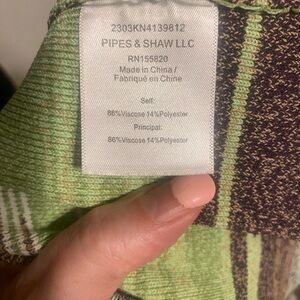 2303KN4139812
PIPES & SHAW LLC
RN155820
Made in China /
Fabriqué en Chine
Self:
86%Viscose 14%Polyester
Principal:
86%Viscose 14%Polyester